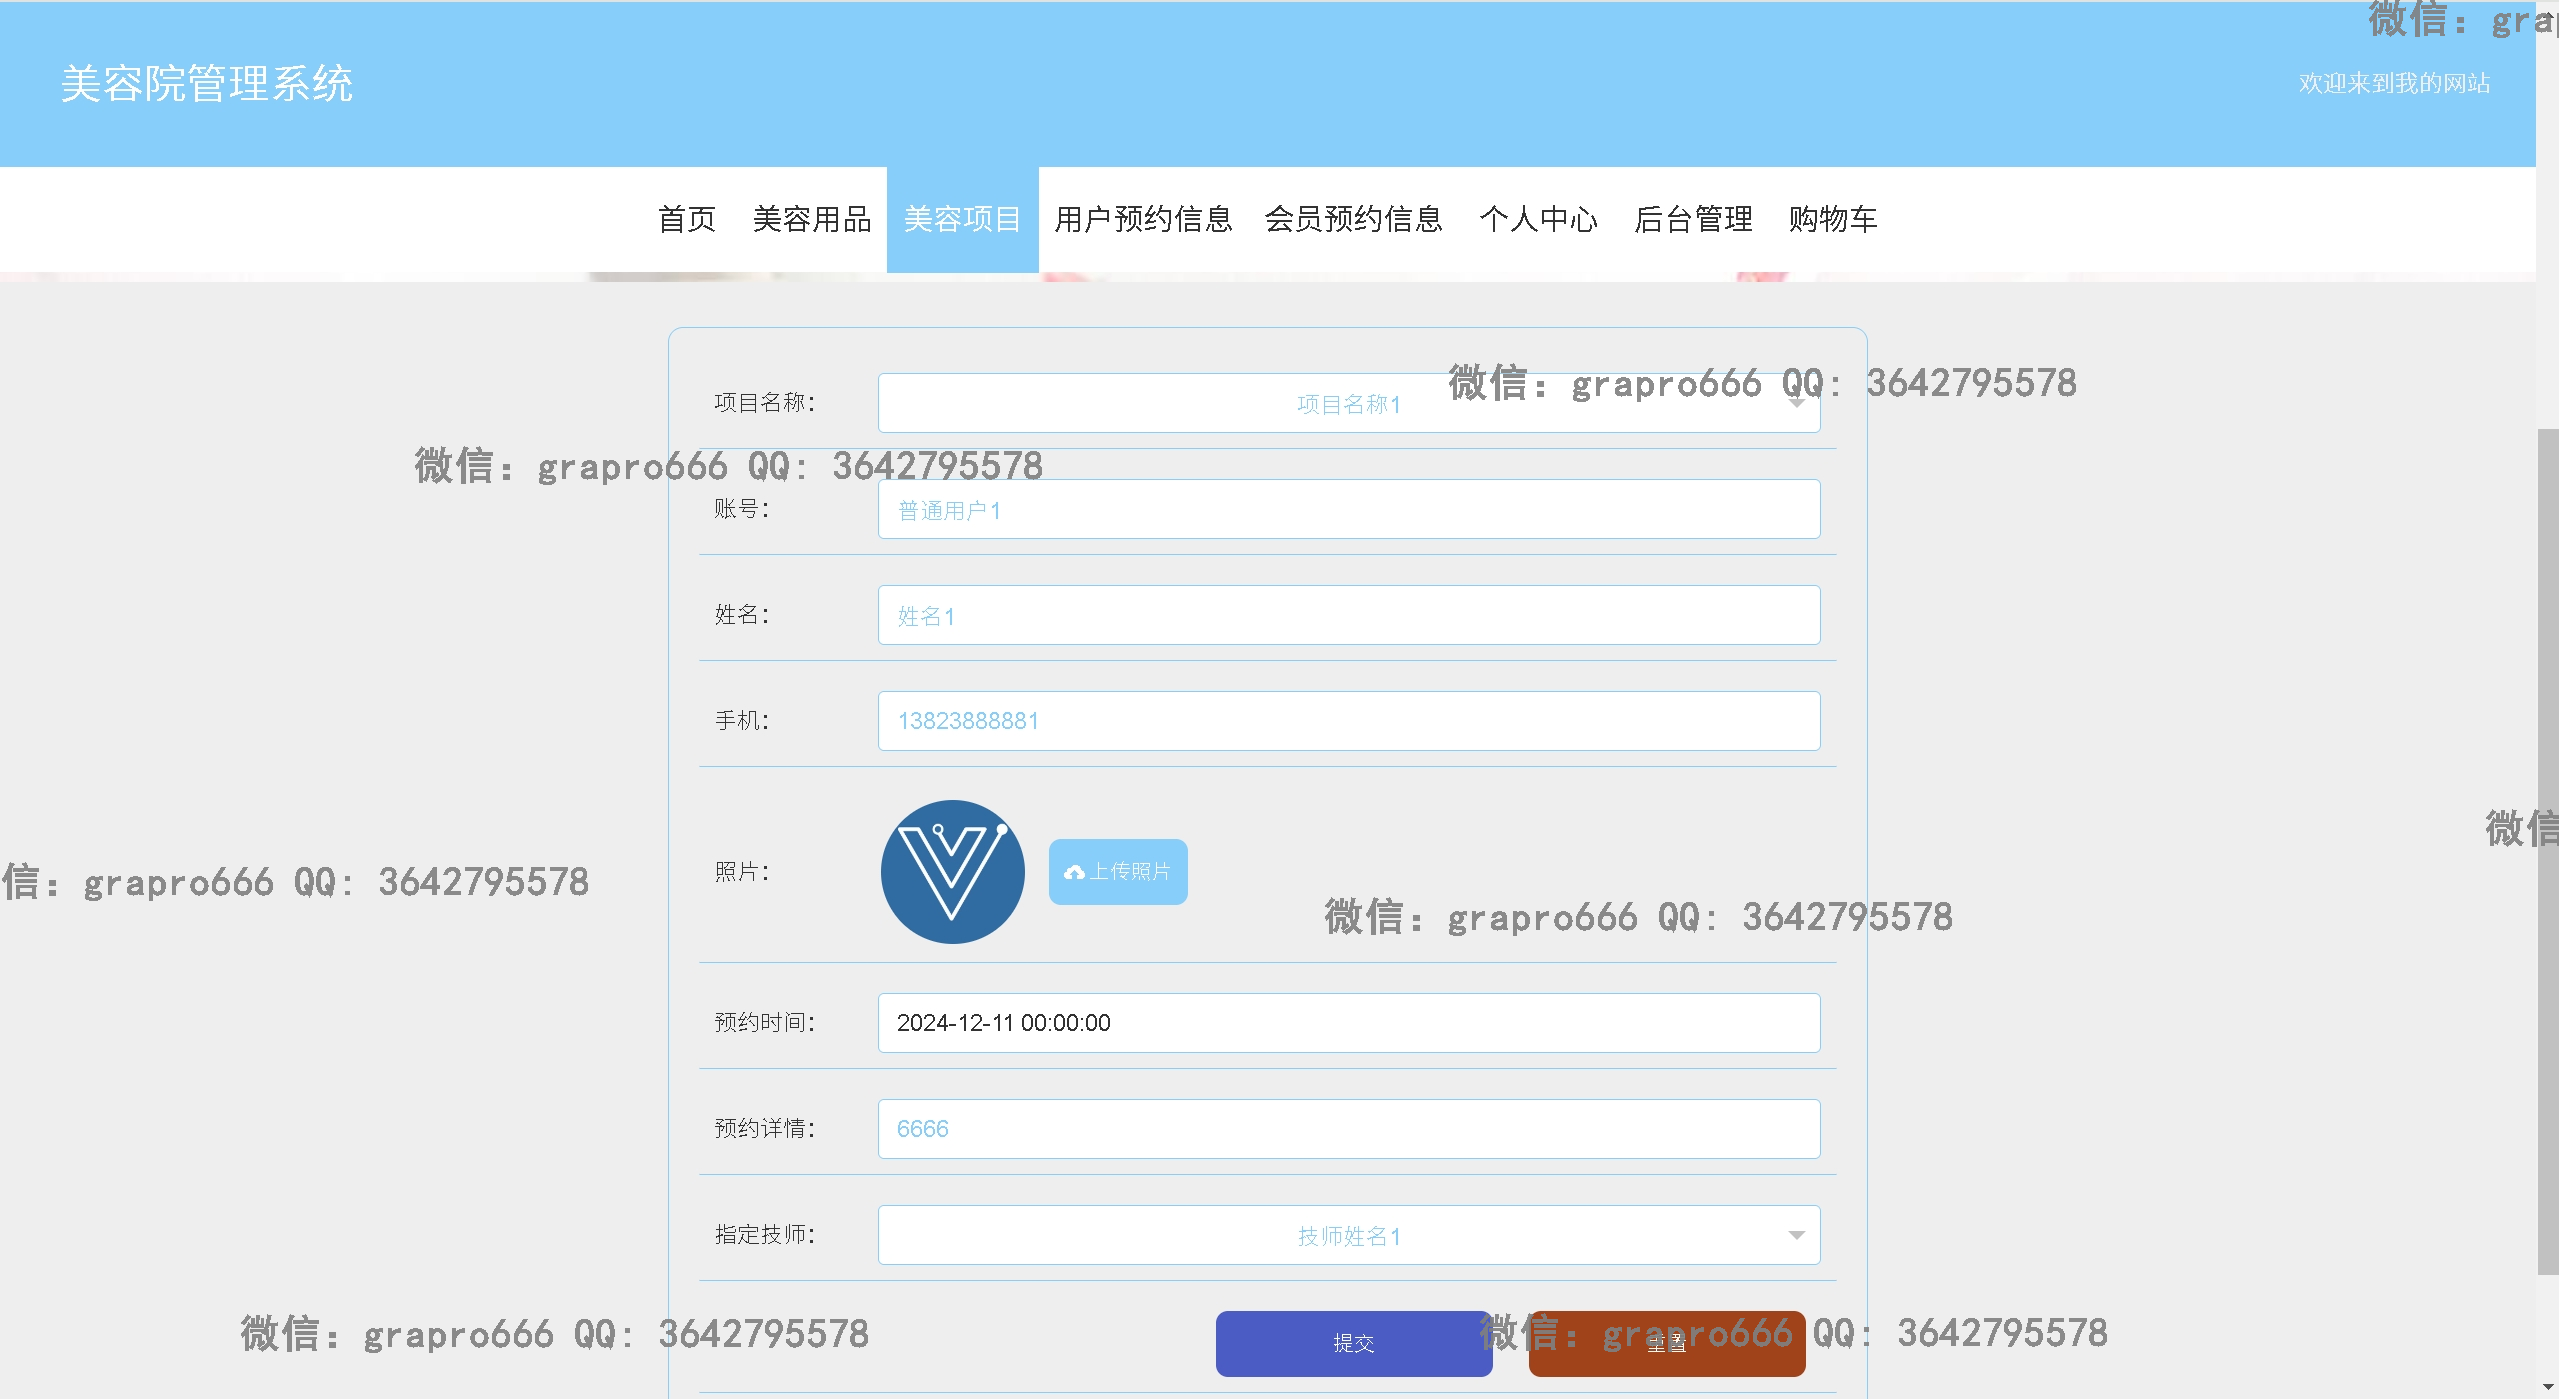 微信：grap
美容院管理系统
欢迎来到我的网站
首页 美容用品 美容项目 用户预约信息 会员预约信息 个人中心 后台管理 购物车
项目名称： 项目名称1
微信：grapro666 QQ: 3642795578
微信：grapro666 QQ: 3642795578
账号： 普通用户1
姓名： 姓名1
手机： 13823888881
微信
照片： 上传照片
信：grapro666 QQ: 3642795578
微信：grapro666 QQ: 3642795578
预约时间： 2024-12-11 00:00:00
预约详情： 6666
指定技师： 技师姓名1
微信：grapro666 QQ: 3642795578
微信：grapro666 QQ: 3642795578
提交 重置